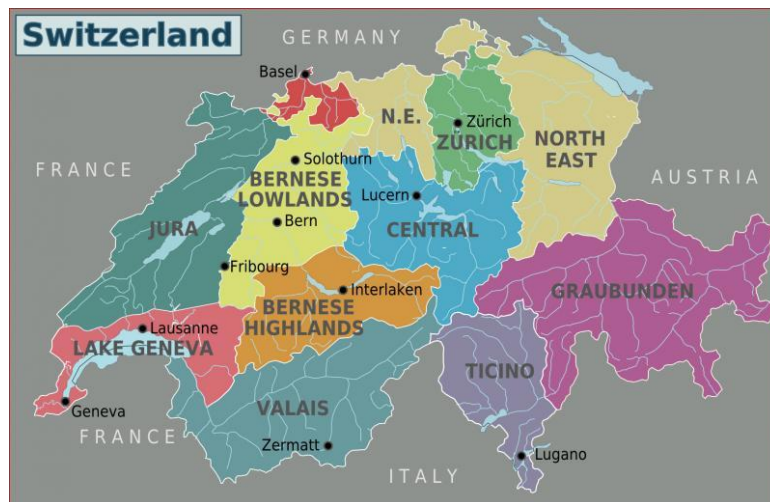 Switzerland
GERMANY
Basel
N.E.
Zürich
ZÜRICH
NORTH
EAST
FRANCE
Solothurn
BERNESE
LOWLANDS
Lucern
AUSTRIA
Bern
JURA
CENTRAL
Fribourg
Interlaken
GRAUBUNDEN
BERNESE
HIGHLANDS
Lausanne
LAKE GENEVA
TICINO
Geneva
VALAIS
FRANCE
Zermatt
Lugano
ITALY